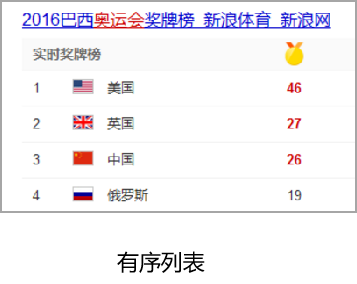 2016巴西奥运会奖牌榜_新浪体育_新浪网
实时奖牌榜
1 美国 46
2 英国 27
3 中国 26
4 俄罗斯 19
有序列表